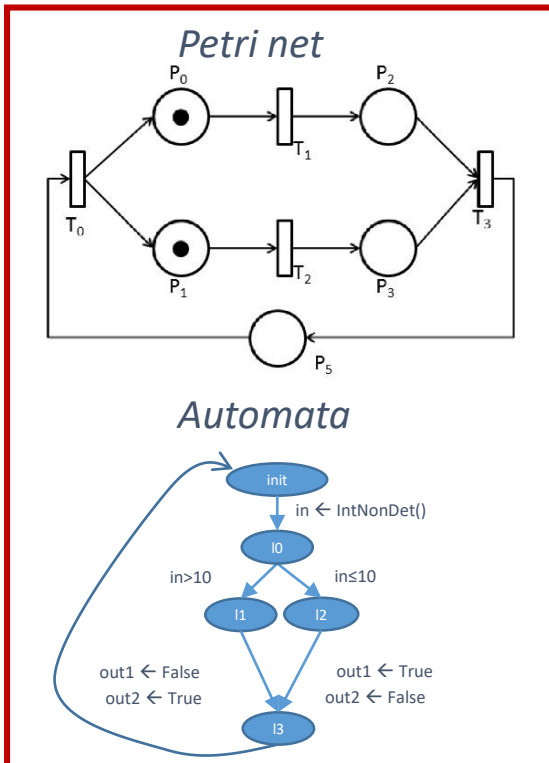 Petri net
P0 P2
T1
T0 T3
P1 T2 P3
P5
Automata
init
in ← IntNonDet()
l0
in>10 in≤10
l1 l2
out1 ← False out1 ← True
out2 ← True out2 ← False
l3